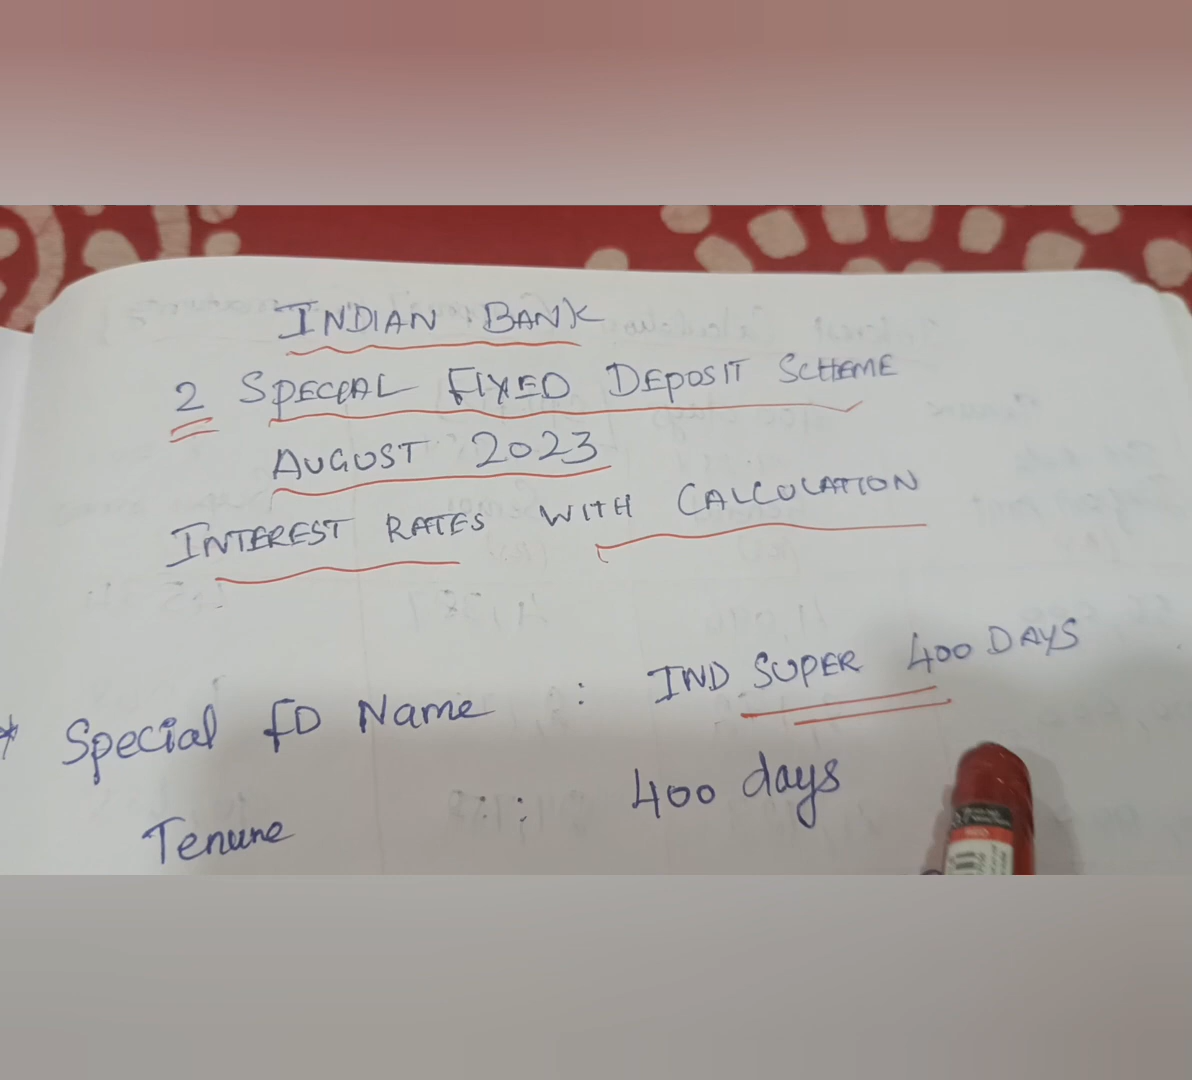 INDIAN BANK
2 SPECIAL FIXED DEPOSIT SCHEME
AUGUST 2023
INTEREST RATES WITH CALCULATION
* Special FD Name : IND SUPER 400 DAYS
Tenure : 400 days